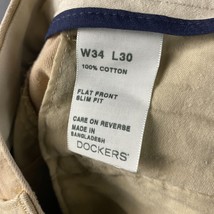 W34 L30
100% COTTON
FLAT FRONT
SLIM FIT
CARE ON REVERSE
MADE IN
BANGLADESH
DOCKERS®